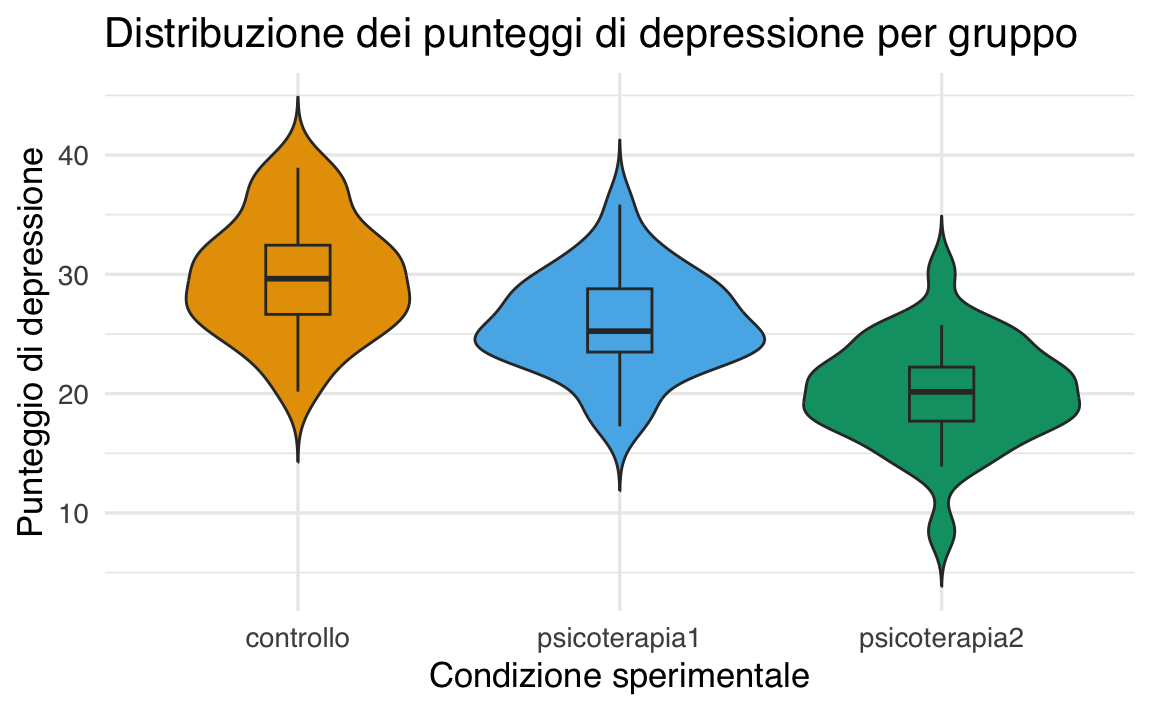 Distribuzione dei punteggi di depressione per gruppo
Punteggio di depressione
40
30
20
10
controllo
psicoterapia1
psicoterapia2
Condizione sperimentale